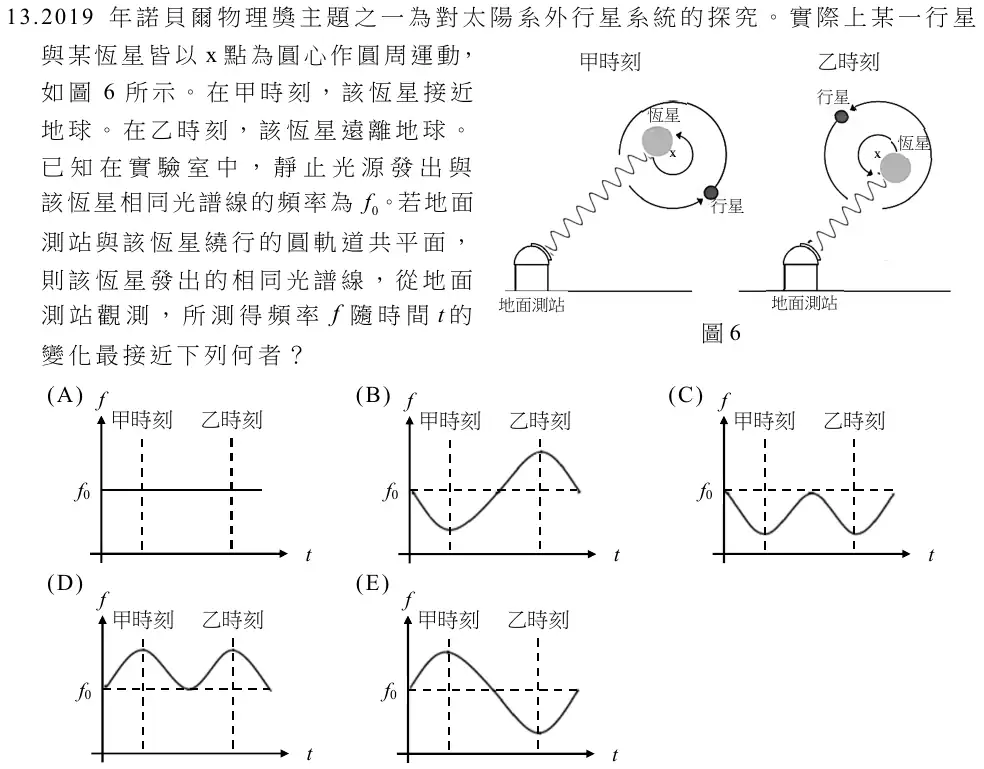 13.2019 年諾貝爾物理獎主題之一為對太陽系外行星系統的探究。實際上某一行星
與某恆星皆以 x 點為圓心作圓周運動，
如圖 6 所示。在甲時刻，該恆星接近
地球。在乙時刻，該恆星遠離地球。
已知在實驗室中，靜止光源發出與
該恆星相同光譜線的頻率為 f₀。若地面
測站與該恆星繞行的圓軌道共平面，
則該恆星發出的相同光譜線，從地面
測站觀測，所測得頻率 f 隨時間 t 的
變化最接近下列何者？
甲時刻
恆星
x
行星
地面測站
乙時刻
行星
恆星
x
地面測站
圖 6
(A)
f
甲時刻
乙時刻
f₀
t
(B)
f
甲時刻
乙時刻
f₀
t
(C)
f
甲時刻
乙時刻
f₀
t
(D)
f
甲時刻
乙時刻
f₀
t
(E)
f
甲時刻
乙時刻
f₀
t